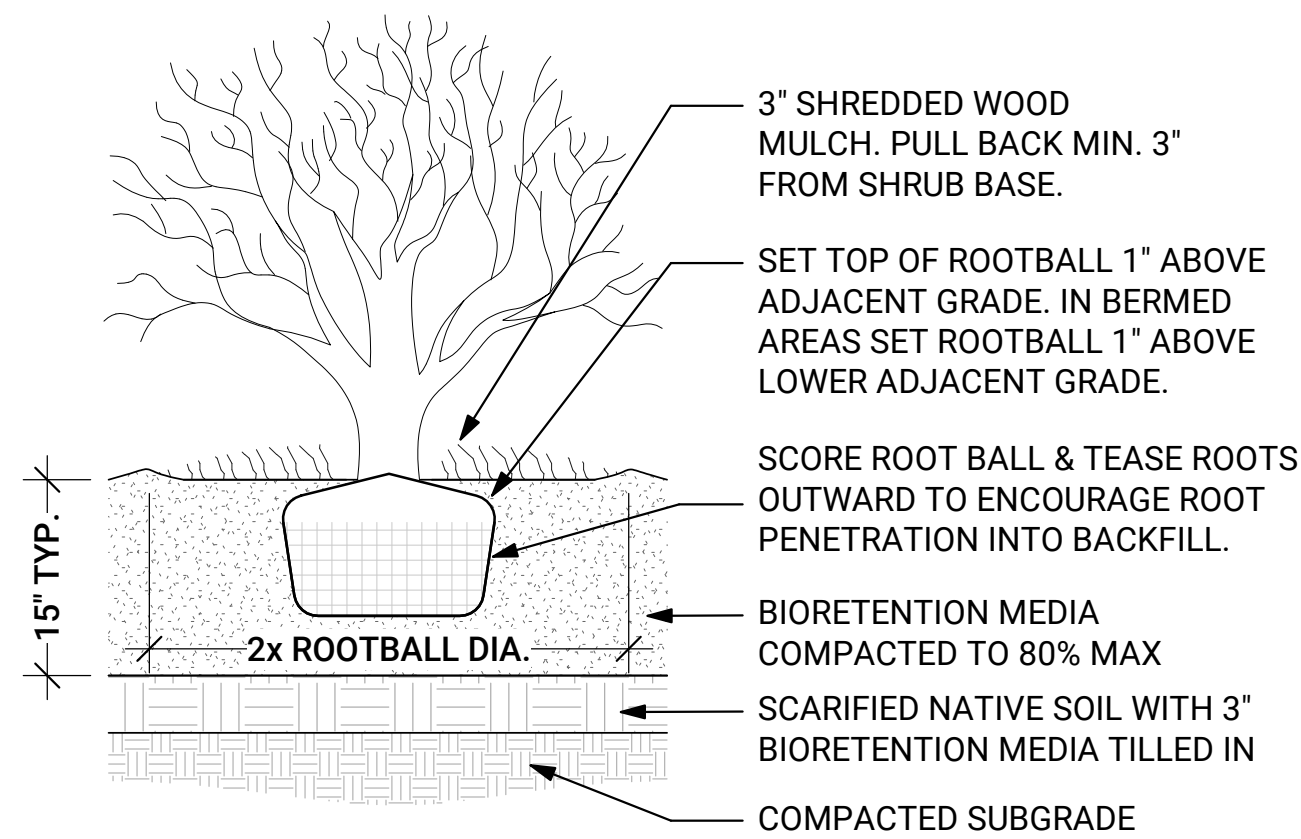 3" SHREDDED WOOD
MULCH. PULL BACK MIN. 3"
FROM SHRUB BASE.
SET TOP OF ROOTBALL 1" ABOVE
ADJACENT GRADE. IN BERMED
AREAS SET ROOTBALL 1" ABOVE
LOWER ADJACENT GRADE.
SCORE ROOT BALL & TEASE ROOTS
OUTWARD TO ENCOURAGE ROOT
PENETRATION INTO BACKFILL.
15" TYP.
2x ROOTBALL DIA.
BIORETENTION MEDIA
COMPACTED TO 80% MAX
SCARIFIED NATIVE SOIL WITH 3"
BIORETENTION MEDIA TILLED IN
COMPACTED SUBGRADE